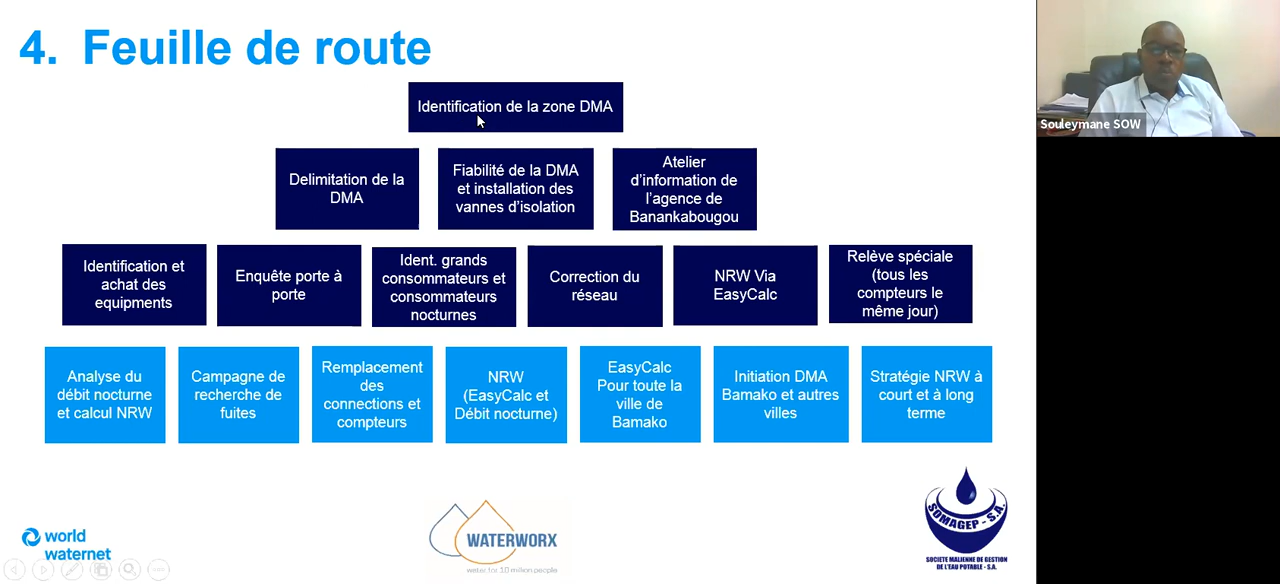 4. Feuille de route
Identification de la zone DMA
Delimitation de la
DMA
Fiabilité de la DMA
et installation des
vannes d'isolation
Atelier
d'information de
l'agence de
Banankabougou
Identification et
achat des
equipments
Enquête porte à
porte
Ident. grands
consommateurs et
consommateurs
nocturnes
Correction du
réseau
NRW Via
EasyCalc
Relève spéciale
(tous les
compteurs le
même jour)
Analyse du
débit nocturne
et calcul NRW
Campagne de
recherche de
fuites
Remplacement
des
connections et
compteurs
NRW
(EasyCalc et
Débit nocturne)
EasyCalc
Pour toute la
ville de
Bamako
Initiation DMA
Bamako et autres
villes
Stratégie NRW à
court et à long
terme
world
waternet
WATERWORX
water for 10 million people
SOMAGEP - S.A.
SOCIETE MALIENNE DE GESTION
DE L'EAU POTABLE - S.A.
Souleymane SOW